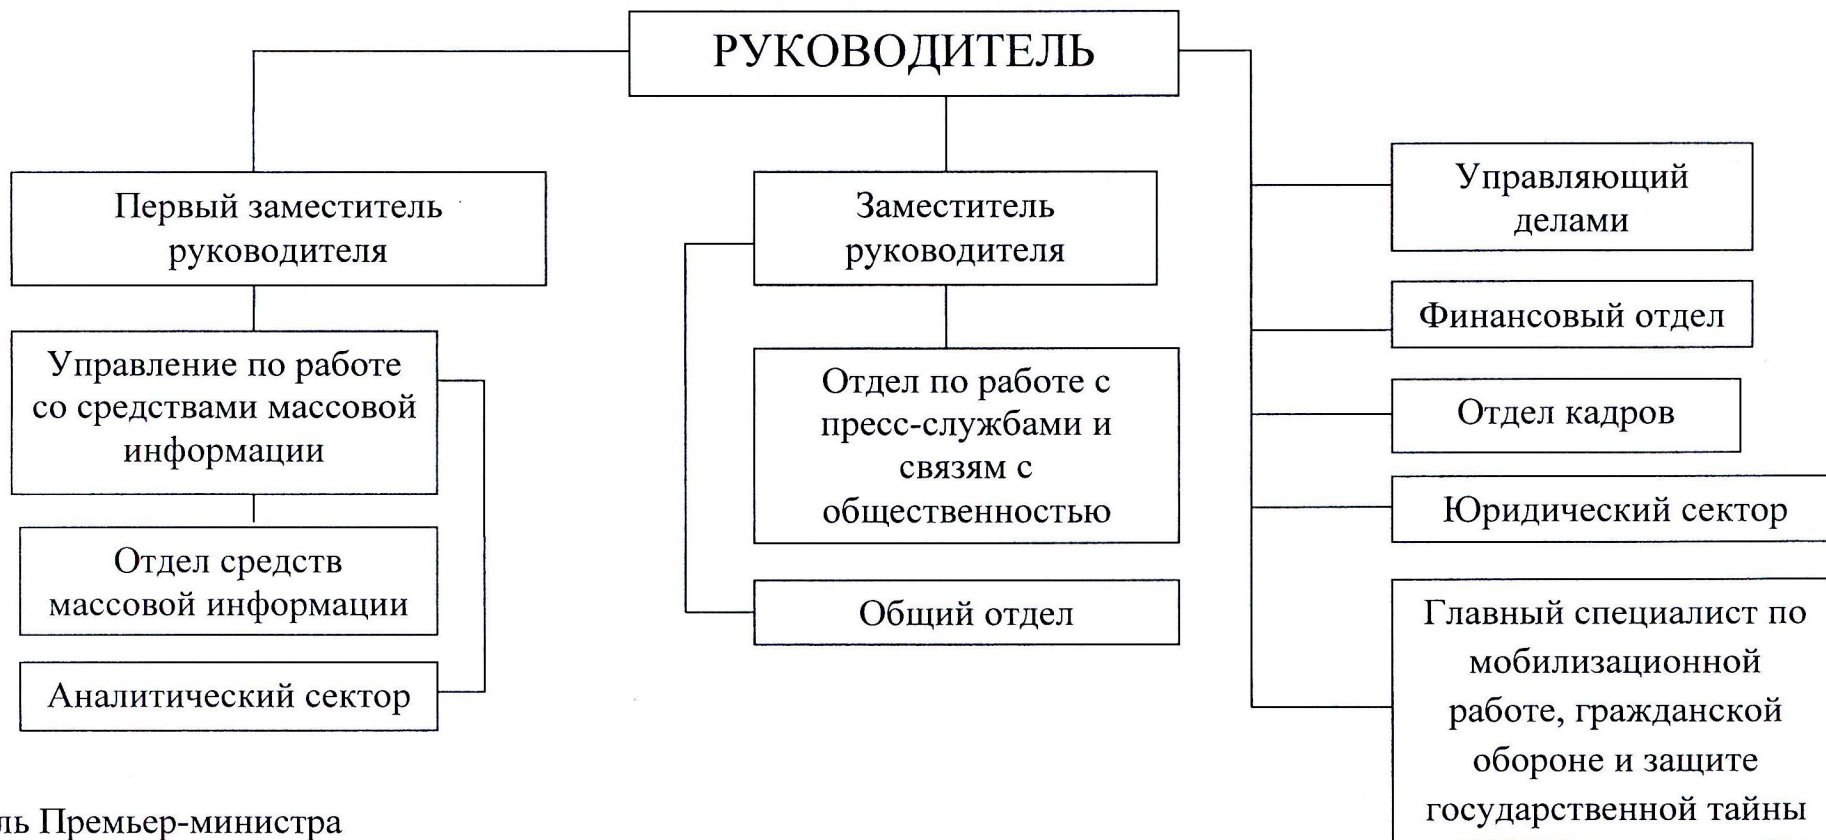 РУКОВОДИТЕЛЬ
Первый заместитель
руководителя
Управление по работе
со средствами массовой
информации
Отдел средств
массовой информации
Аналитический сектор
Заместитель
руководителя
Отдел по работе с
пресс-службами и
связям с
общественностью
Общий отдел
Управляющий
делами
Финансовый отдел
Отдел кадров
Юридический сектор
Главный специалист по
мобилизационной
работе, гражданской
обороне и защите
государственной тайны
ль Премьер-министра